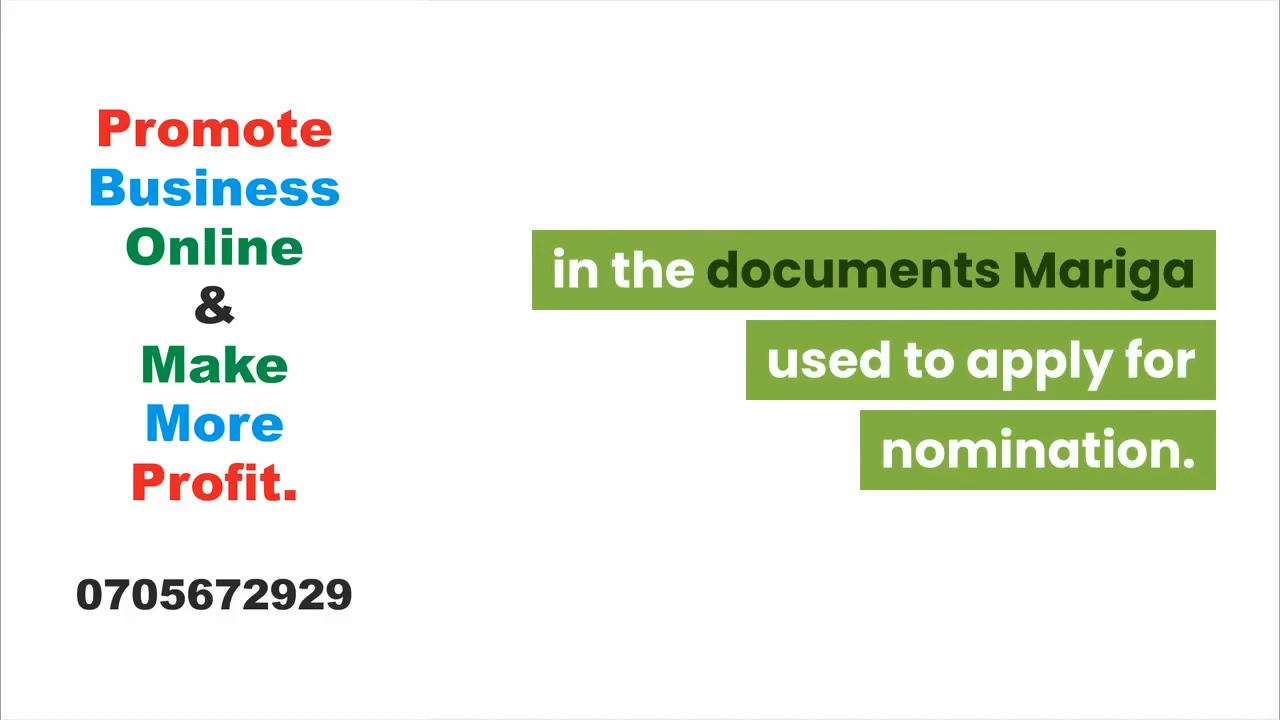 Promote
Business
Online
&
Make
More
Profit.
0705672929
in the documents Mariga
used to apply for
nomination.